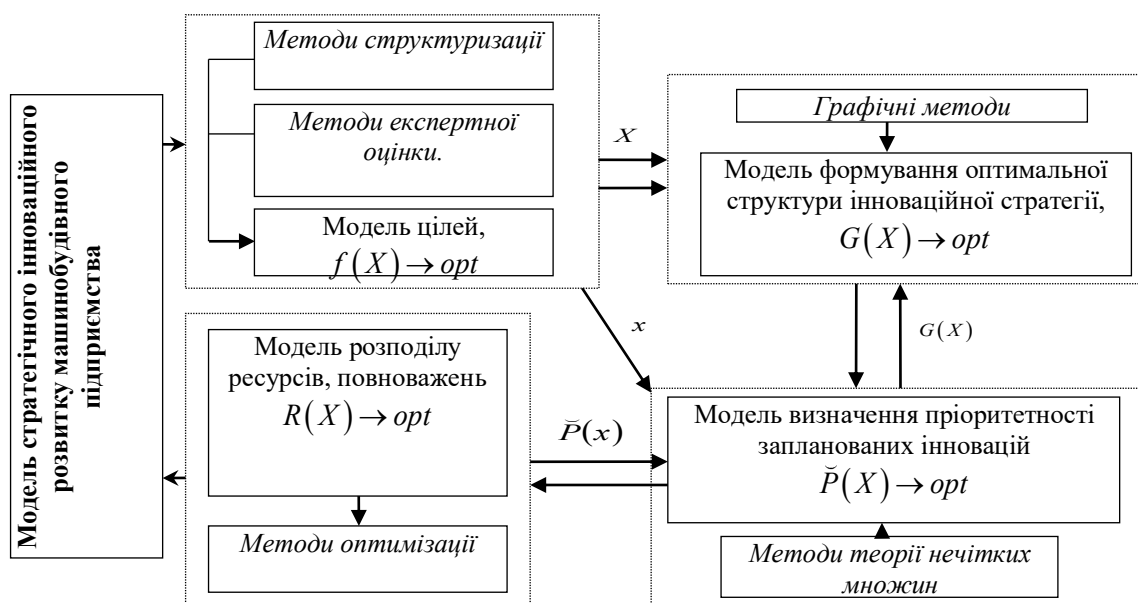 Модель стратегічного інноваційного
розвитку машинобудівного
підприємства
Методи структуризації
Методи експертної
оцінки.
Модель цілей,
f(X) → opt
X
Графічні методи
Модель формування оптимальної
структури інноваційної стратегії,
G(X) → opt
x
G(X)
Модель розподілу
ресурсів, повноважень
R(X) → opt
Методи оптимізації
P̆(x)
Модель визначення пріоритетності
запланованих інновацій
P̆(X) → opt
Методи теорії нечітких
множин